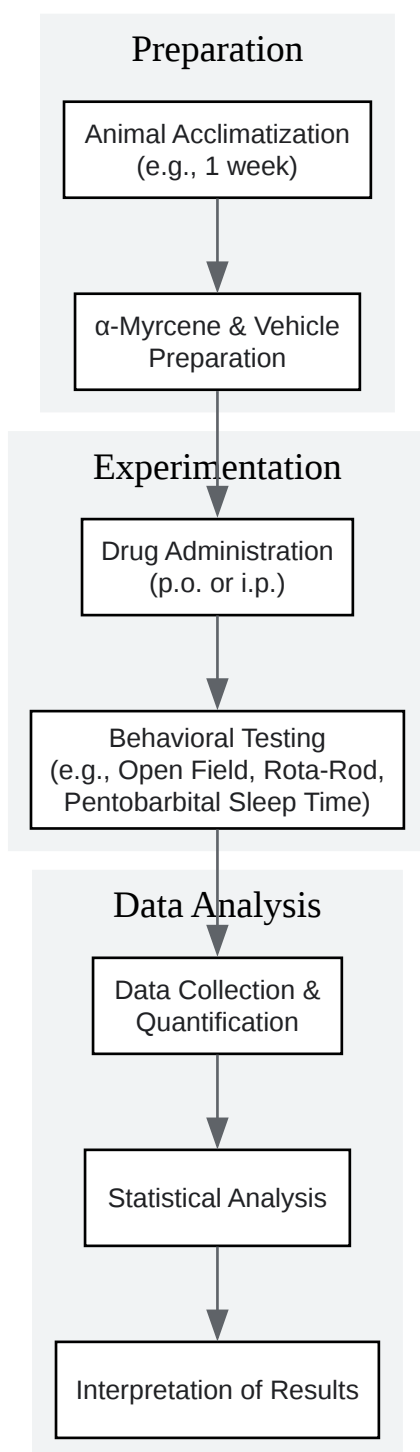 Preparation
Animal Acclimatization
(e.g., 1 week)
α-Myrcene & Vehicle
Preparation
Experimentation
Drug Administration
(p.o. or i.p.)
Behavioral Testing
(e.g., Open Field, Rota-Rod,
Pentobarbital Sleep Time)
Data Analysis
Data Collection &
Quantification
Statistical Analysis
Interpretation of Results